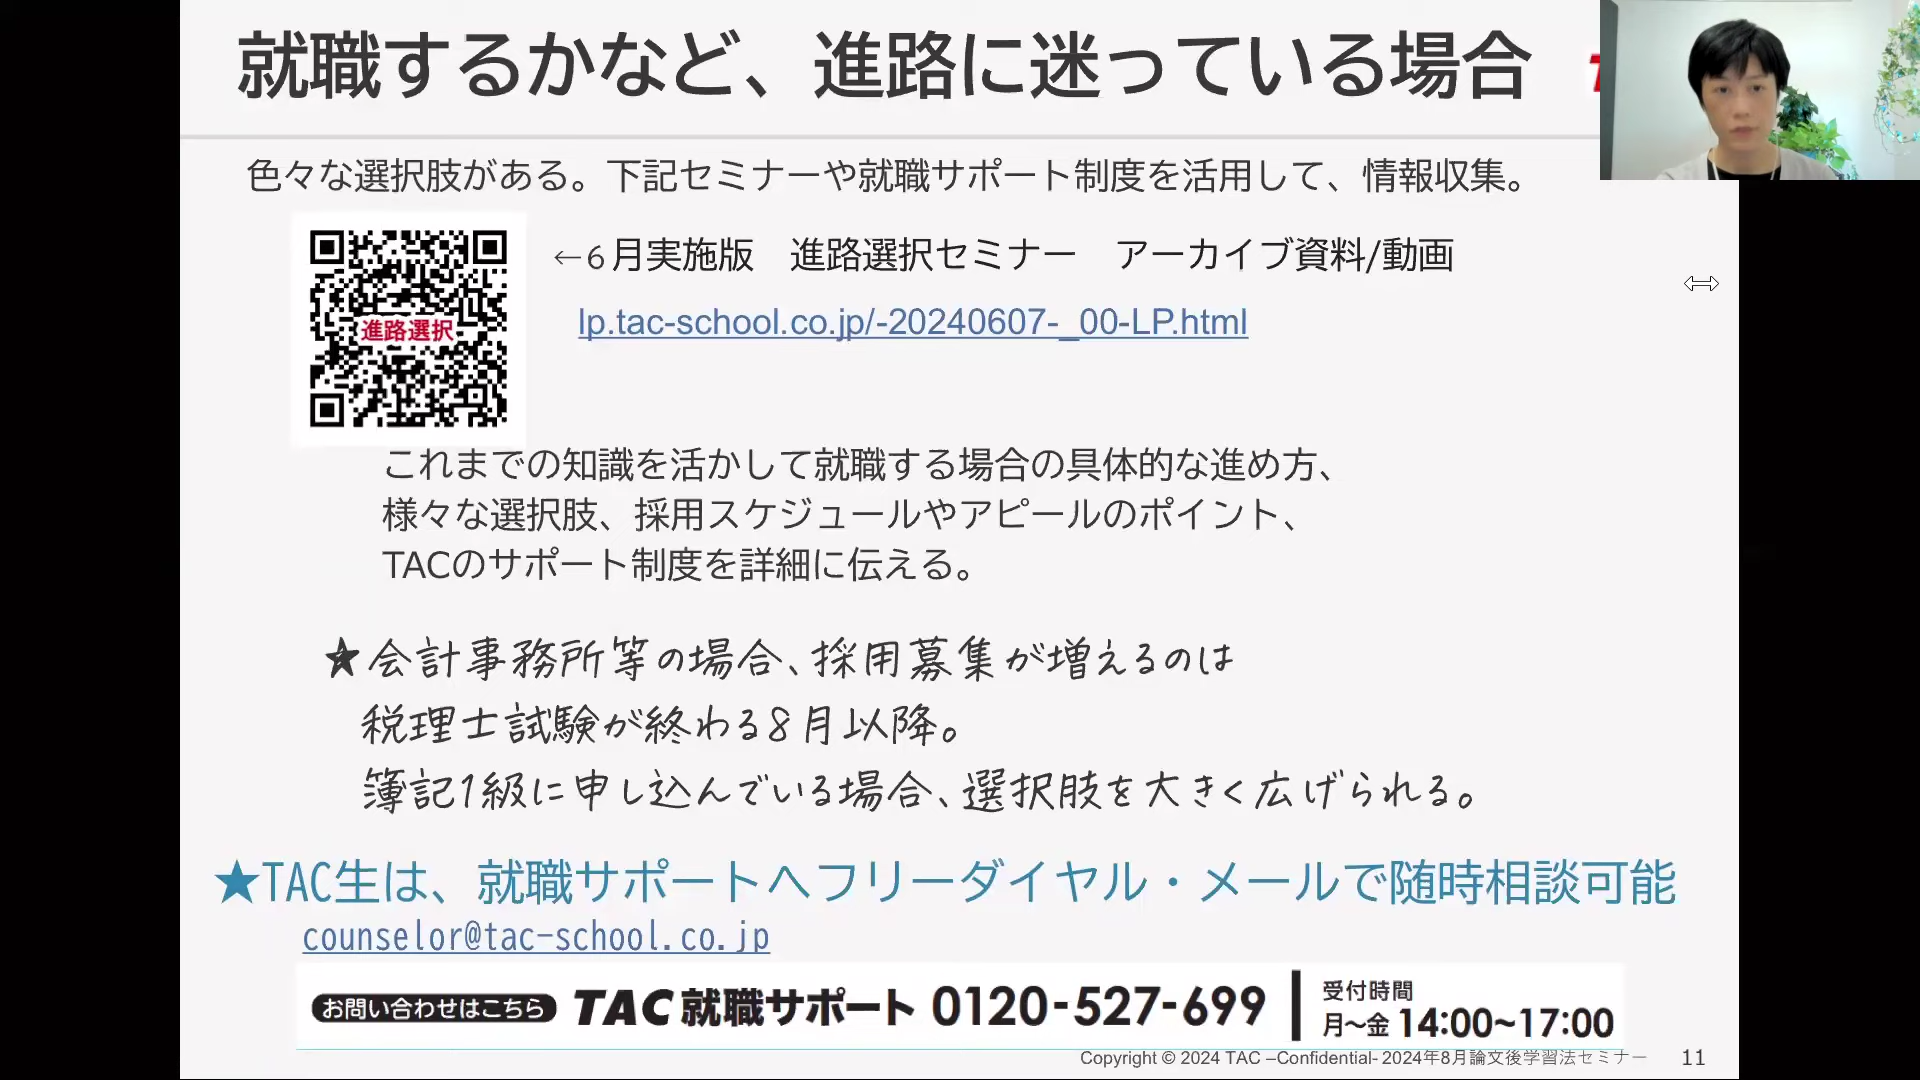 就職するかなど、進路に迷っている場合
色々な選択肢がある。下記セミナーや就職サポート制度を活用して、情報収集。
進路選択
←6月実施版　進路選択セミナー　アーカイブ資料/動画
lp.tac-school.co.jp/-20240607-_00-LP.html
これまでの知識を活かして就職する場合の具体的な進め方、
様々な選択肢、採用スケジュールやアピールのポイント、
TACのサポート制度を詳細に伝える。
★会計事務所等の場合、採用募集が増えるのは
税理士試験が終わる8月以降。
簿記1級に申し込んでいる場合、選択肢を大きく広げられる。
★TAC生は、就職サポートへフリーダイヤル・メールで随時相談可能
counselor@tac-school.co.jp
お問い合わせはこちら TAC 就職サポート 0120-527-699
受付時間
月〜金 14:00~17:00
Copyright © 2024 TAC –Confidential- 2024年8月論文後学習法セミナー 11